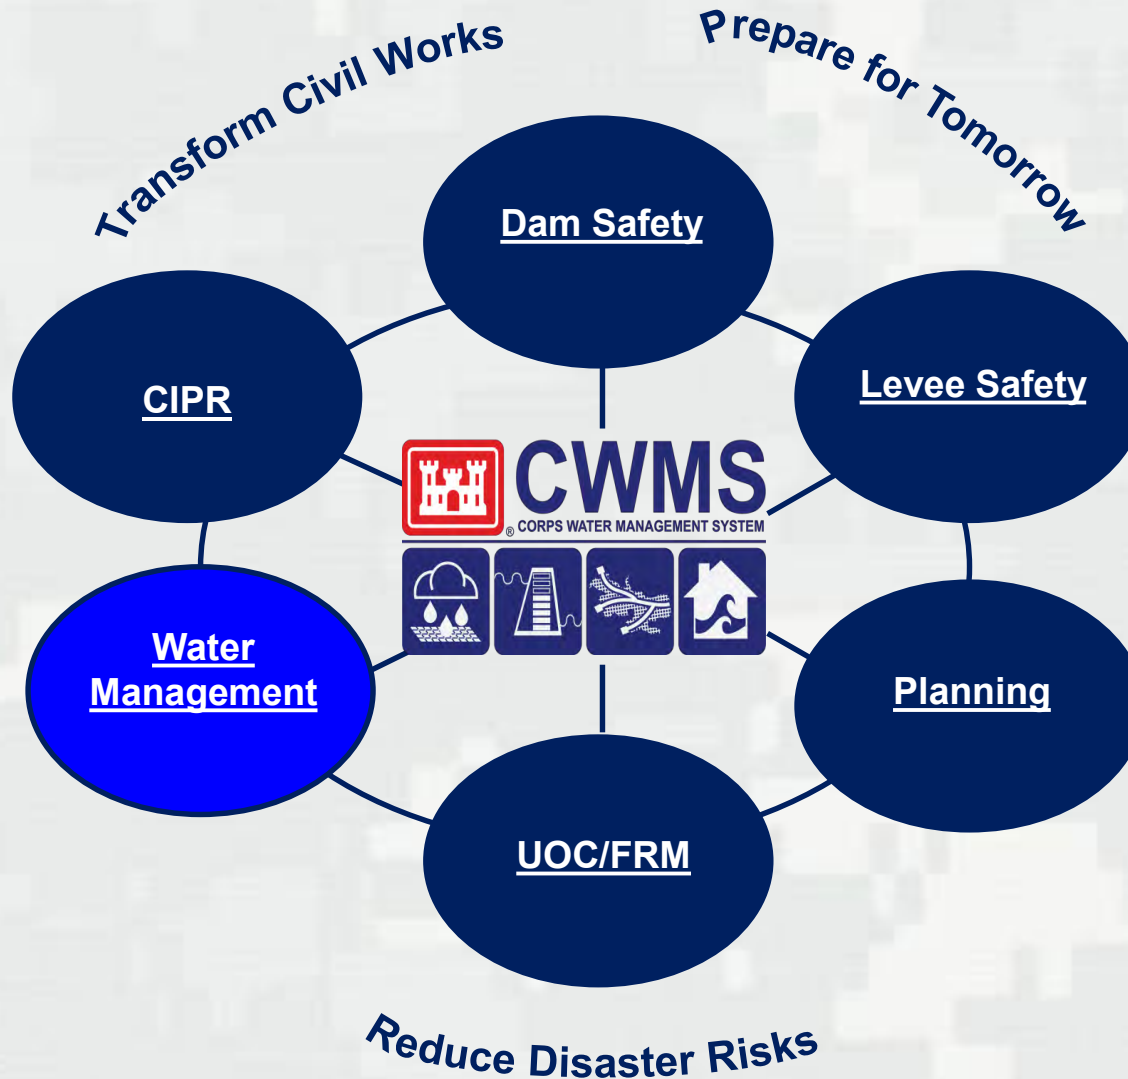 Transform Civil Works
Prepare for Tomorrow
Dam Safety
CIPR
Levee Safety
CWMS
® CORPS WATER MANAGEMENT SYSTEM
Water
Management
Planning
UOC/FRM
Reduce Disaster Risks